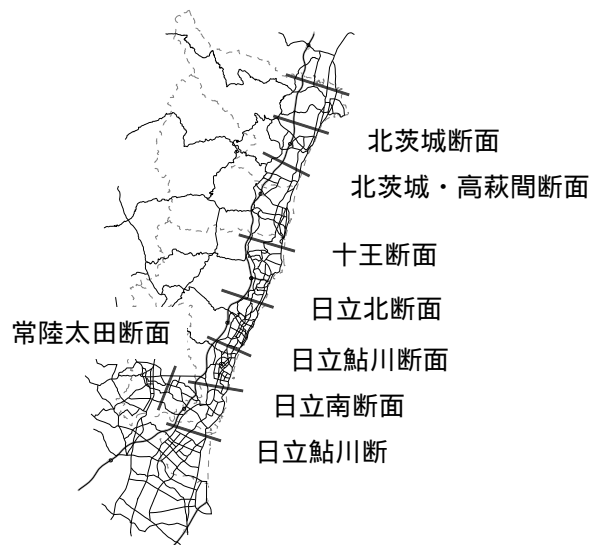 北茨城断面
北茨城・高萩間断面
十王断面
日立北断面
常陸太田断面
日立鮎川断面
日立南断面
日立鮎川断